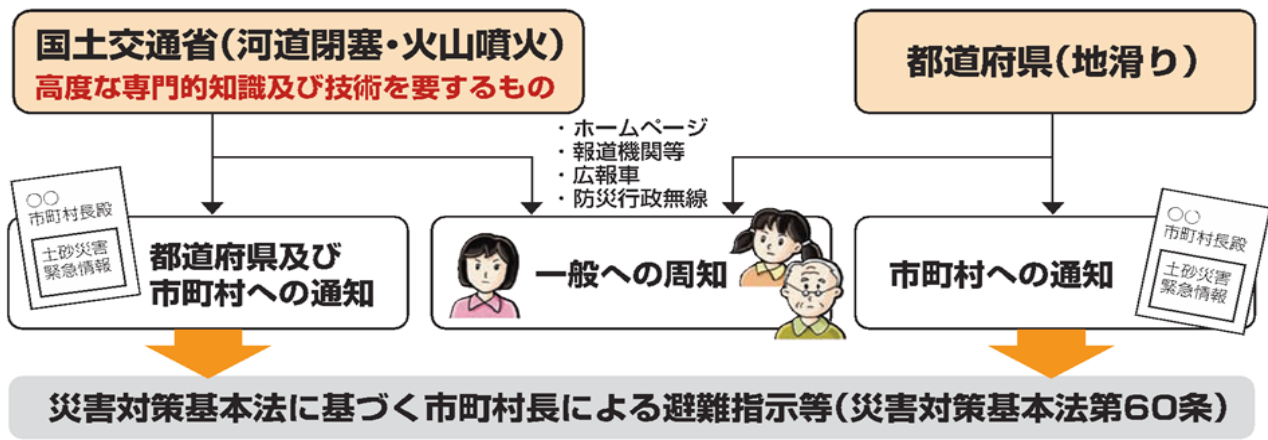 国土交通省(河道閉塞・火山噴火)
高度な専門的知識及び技術を要するもの
都道府県(地滑り)
・ホームページ
・報道機関等
・広報車
・防災行政無線
○○
市町村長殿
土砂災害
緊急情報
都道府県及び
市町村への通知
一般への周知
市町村への通知
○○
市町村長殿
土砂災害
緊急情報
災害対策基本法に基づく市町村長による避難指示等(災害対策基本法第60条)